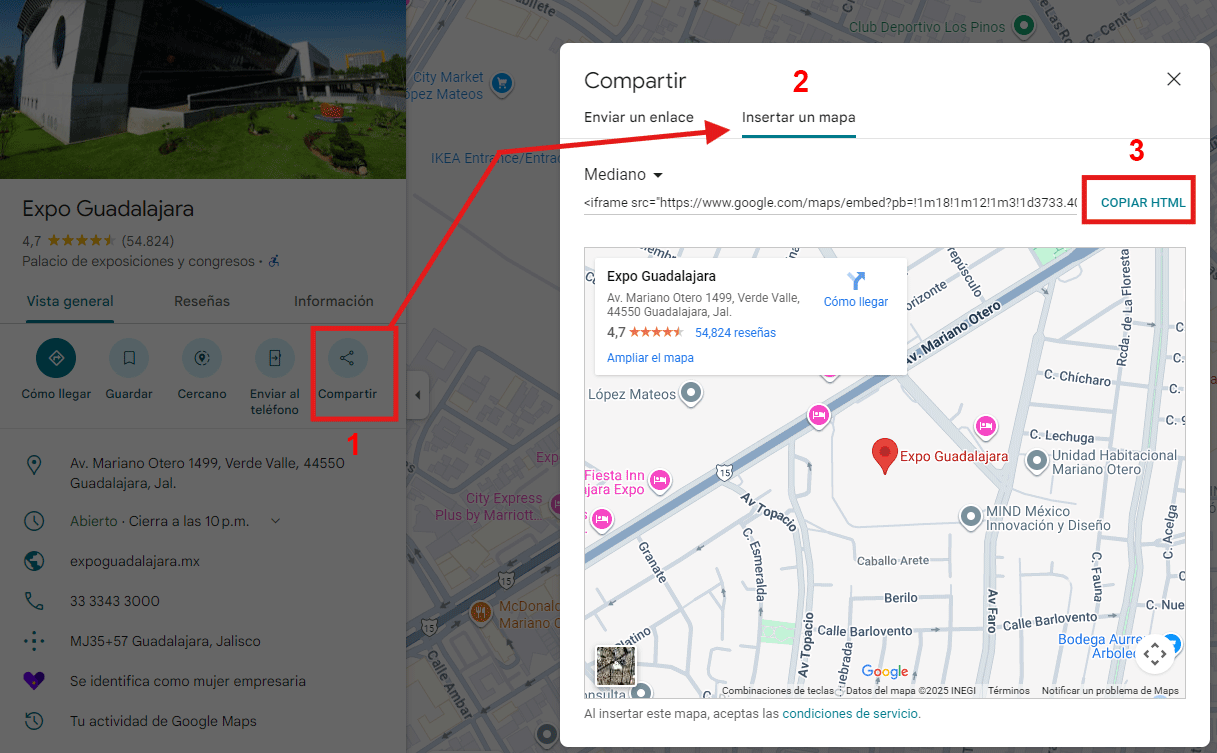 Expo Guadalajara
4,7 (54.824)
Palacio de exposiciones y congresos ·
Vista general Reseñas Información
Cómo llegar Guardar Cercano Enviar al teléfono Compartir
1
Av. Mariano Otero 1499, Verde Valle, 44550
Guadalajara, Jal.
Abierto · Cierra a las 10 p.m.
expoguadalajara.mx
33 3343 3000
MJ35+57 Guadalajara, Jalisco
Se identifica como mujer empresaria
Tu actividad de Google Maps
Club Deportivo Los Pinos
C. Cenit
City Market
López Mateos
IKEA Entrance/Entrad
Expo
City Express
Plus by Marriott...
15
McDonald
Mariano O
15
Calle Ámbar
Compartir
2
Enviar un enlace Insertar un mapa
3
Mediano
<iframe src="https://www.google.com/maps/embed?pb=!1m18!1m12!1m3!1d3733.40
COPIAR HTML
Expo Guadalajara
Av. Mariano Otero 1499, Verde Valle,
44550 Guadalajara, Jal.
4,7 54,824 reseñas
Ampliar el mapa
Cómo llegar
Crepúsculo
Horizonte
Av. Mariano Otero
Rcda. de la Floresta
López Mateos
C. Chícharo
C. Lechuga
Expo Guadalajara
Unidad Habitacional
Mariano Otero
Fiesta Inn
jara Expo
15
Av Topacio
MIND México
Innovación y Diseño
C. Acelga
Granate
C. Esmeralda
Caballo Arete
C. Fauna
Berilo
Av Faro
C. Nue
Calle Barlovento
Calle Barlovento
Av Topacio
Bodega Aurre
Arboled
Google
Combinaciones de teclas Datos del mapa ©2025 INEGI Términos Notificar un problema de Maps
Al insertar este mapa, aceptas las condiciones de servicio.